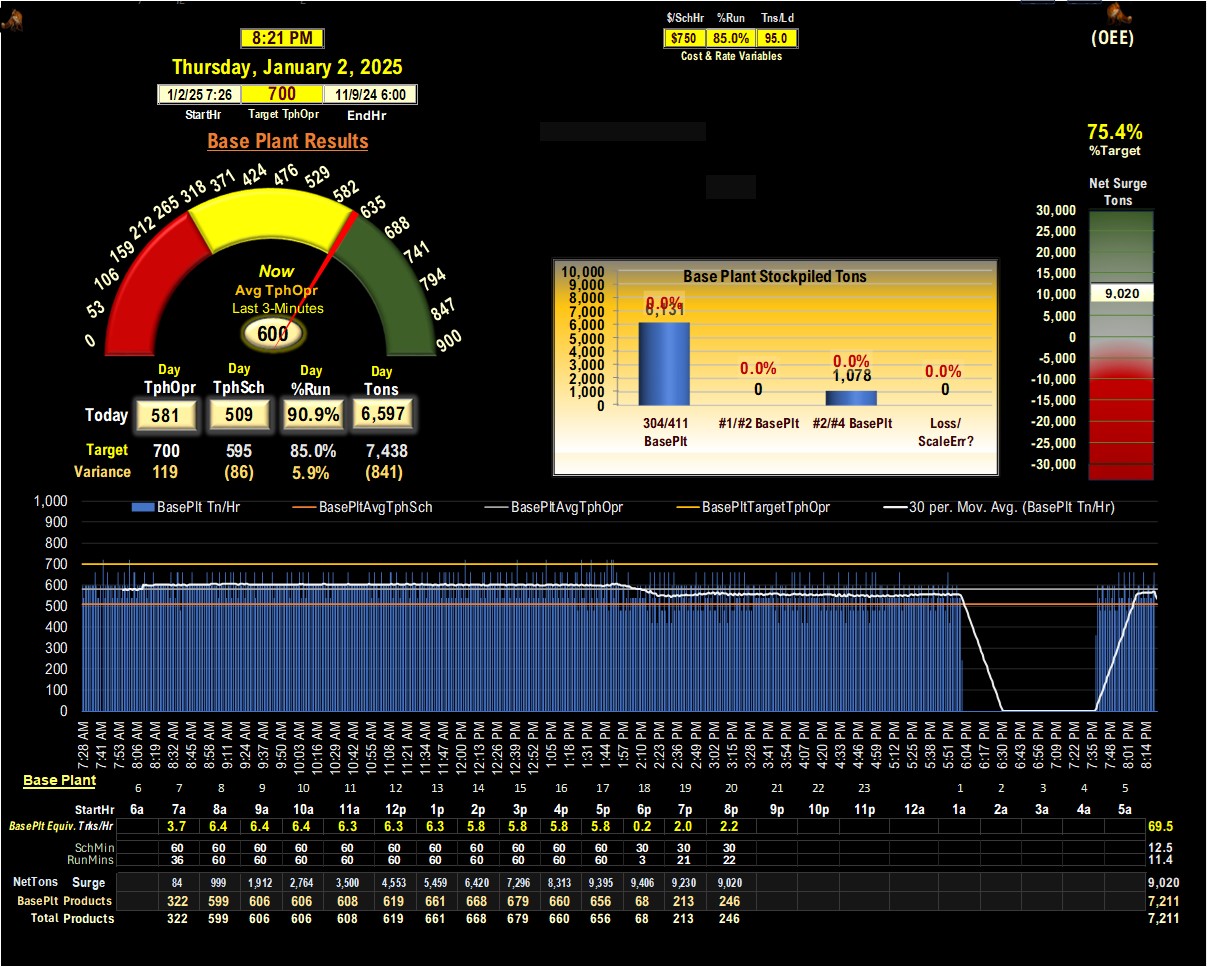 $/SchHr %Run Tns/Ld
8:21 PM
$750 85.0% 95.0
(OEE)
Cost & Rate Variables
Thursday, January 2, 2025
1/2/25 7:26 700 11/9/24 6:00
StartHr Target TphOpr EndHr
Base Plant Results
75.4%
%Target
Net Surge
Tons
0 53 106 159 212 265 318 371 424 476 529 582 635 688 741 794 847 900
Now
Avg TphOpr
Last 3-Minutes
600
30,000
25,000
20,000
15,000
10,000
5,000
0
-5,000
-10,000
-15,000
-20,000
-25,000
-30,000
9,020
Base Plant Stockpiled Tons
10,000
9,000
8,000
7,000
6,000
5,000
4,000
3,000
2,000
1,000
0
0.0% 0.0% 0.0% 0.0%
6,131 0 1,078 0
304/411 BasePlt
#1/#2 BasePlt
#2/#4 BasePlt
Loss/ ScaleErr?
Day Day Day Day
TphOpr TphSch %Run Tons
Today 581 509 90.9% 6,597
Target 700 595 85.0% 7,438
Variance 119 (86) 5.9% (841)
BasePlt Tn/Hr BasePltAvgTphSch BasePltAvgTphOpr BasePltTargetTphOpr 30 per. Mov. Avg. (BasePlt Tn/Hr)
1,000
900
800
700
600
500
400
300
200
100
0
7:28 AM 7:41 AM 7:53 AM 8:06 AM 8:19 AM 8:32 AM 8:45 AM 8:58 AM 9:11 AM 9:24 AM 9:37 AM 9:50 AM 10:03 AM 10:16 AM 10:29 AM 10:42 AM 10:55 AM 11:08 AM 11:21 AM 11:34 AM 11:47 AM 12:00 PM 12:13 PM 12:26 PM 12:39 PM 12:52 PM 1:05 PM 1:18 PM 1:31 PM 1:44 PM 1:57 PM 2:10 PM 2:23 PM 2:36 PM 2:49 PM 3:02 PM 3:15 PM 3:28 PM 3:41 PM 3:54 PM 4:07 PM 4:20 PM 4:33 PM 4:46 PM 4:59 PM 5:12 PM 5:25 PM 5:38 PM 5:51 PM 6:04 PM 6:17 PM 6:30 PM 6:43 PM 6:56 PM 7:09 PM 7:22 PM 7:35 PM 7:48 PM 8:01 PM 8:14 PM
Base Plant
6 7 8 9 10 11 12 13 14 15 16 17 18 19 20 21 22 23 1 2 3 4 5
StartHr 6a 7a 8a 9a 10a 11a 12p 1p 2p 3p 4p 5p 6p 7p 8p 9p 10p 11p 12a 1a 2a 3a 4a 5a
BasePlt Equiv. Trks/Hr 3.7 6.4 6.4 6.4 6.3 6.3 6.3 5.8 5.8 5.8 5.8 0.2 2.0 2.2 69.5
SchMin 60 60 60 60 60 60 60 60 60 60 60 30 30 30 12.5
RunMins 36 60 60 60 60 60 60 60 60 60 60 3 21 22 11.4
NetTons Surge 84 999 1,912 2,764 3,500 4,553 5,459 6,420 7,296 8,313 9,395 9,406 9,230 9,020 9,020
BasePlt Products 322 599 606 606 608 619 661 668 679 660 656 68 213 246 7,211
Total Products 322 599 606 606 608 619 661 668 679 660 656 68 213 246 7,211